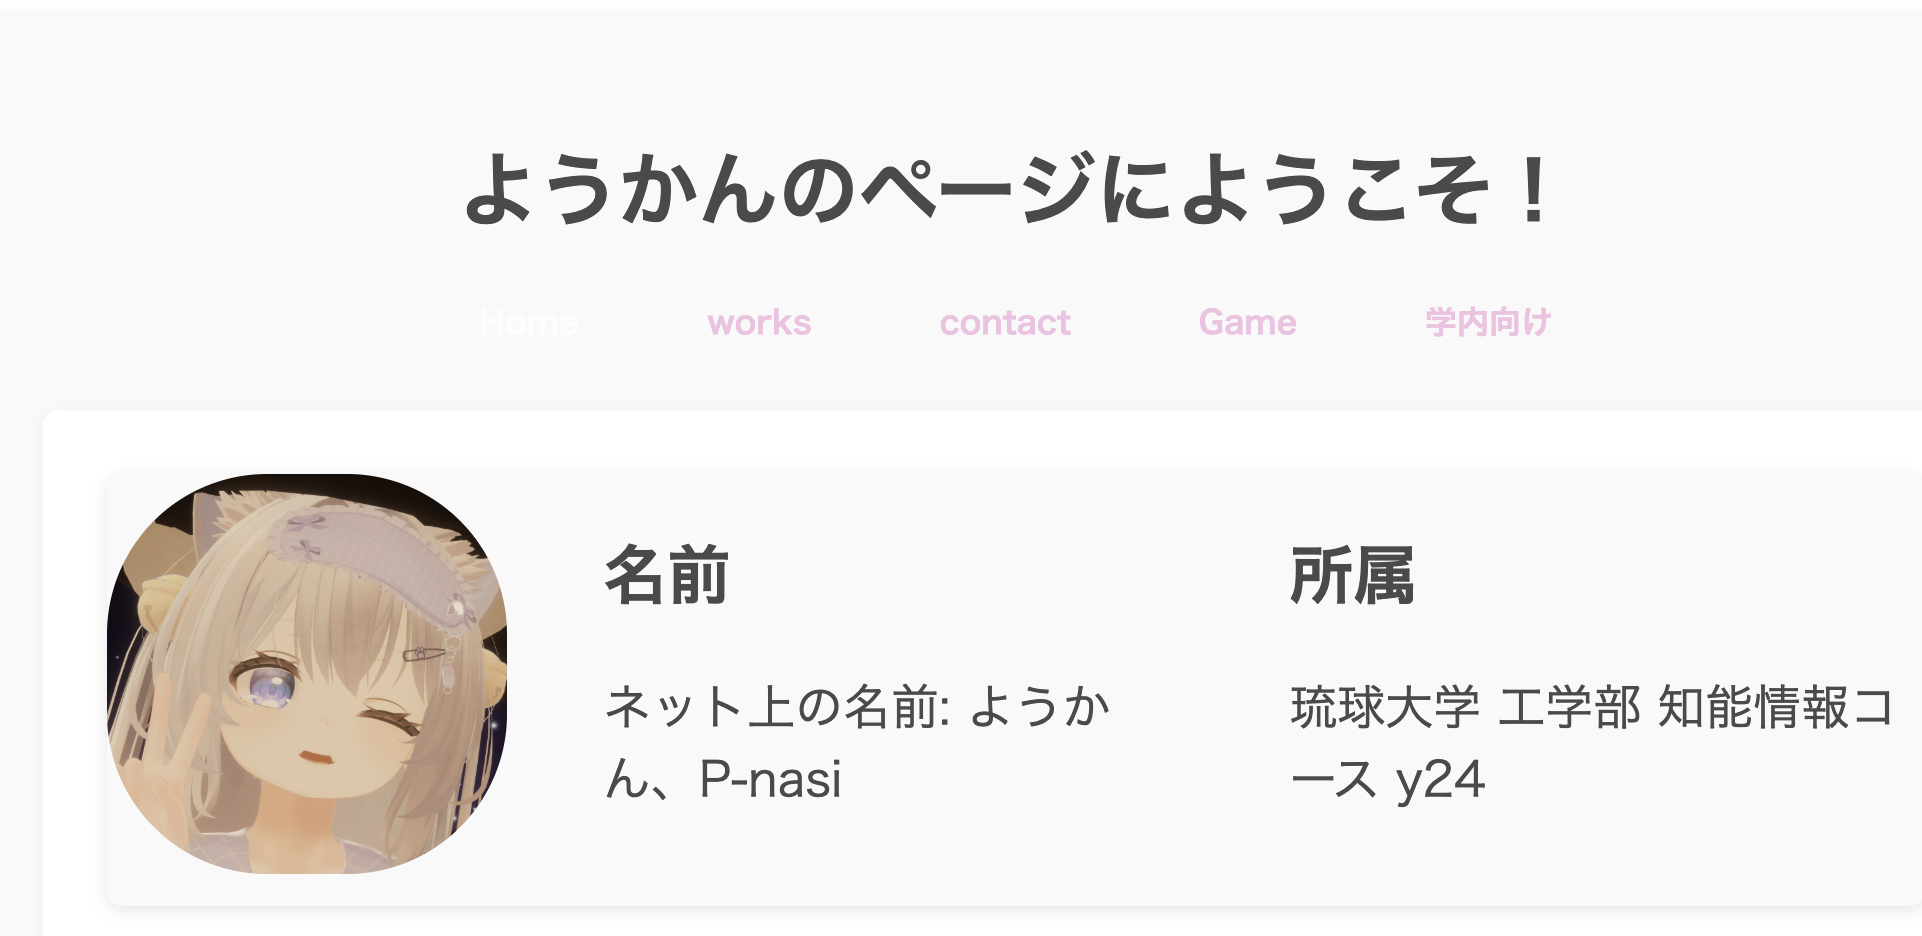 ようかんのページにようこそ！
Home works contact Game 学内向け
名前
ネット上の名前: ようか
ん、P-nasi
所属
琉球大学 工学部 知能情報コ
ース y24